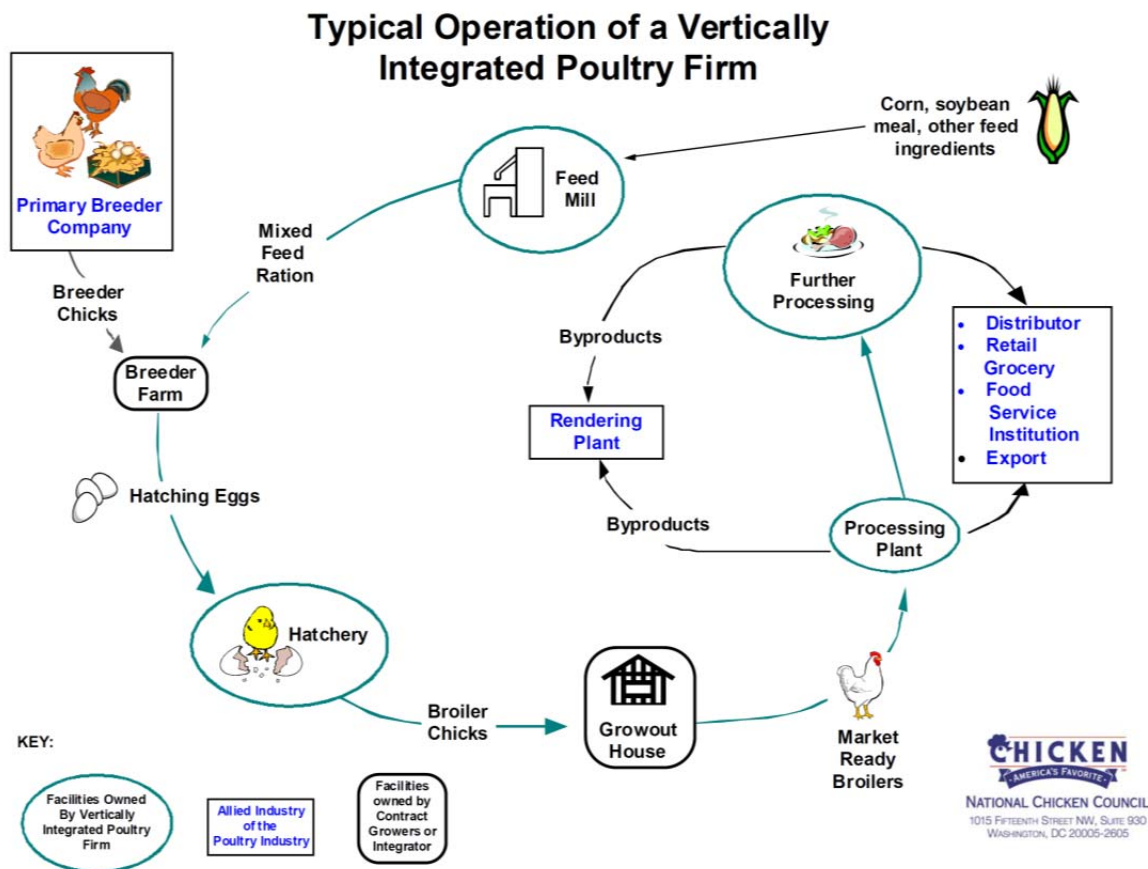 Typical Operation of a Vertically
Integrated Poultry Firm
Primary Breeder
Company
Corn, soybean
meal, other feed
ingredients
Feed
Mill
Mixed
Feed
Ration
Breeder
Chicks
Breeder
Farm
Further
Processing
Byproducts
• Distributor
• Retail
Grocery
• Food
Service
Institution
• Export
Rendering
Plant
Hatching Eggs
Byproducts
Processing
Plant
Hatchery
Broiler
Chicks
Growout
House
Market
Ready
Broilers
KEY:
Facilities Owned
By Vertically
Integrated Poultry
Firm
Allied Industry
of the
Poultry Industry
Facilities
owned by
Contract
Growers or
Integrator
CHICKEN
·AMERICA'S FAVORITE·
NATIONAL CHICKEN COUNCIL
1015 FIFTEENTH STREET NW, SUITE 930
WASHINGTON, DC 20005-2605